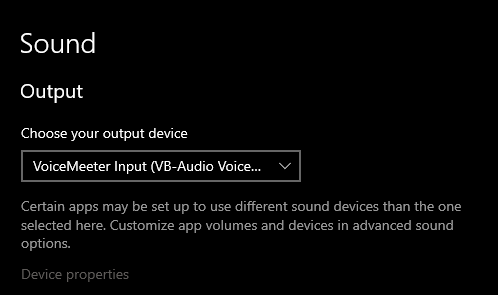 Sound
Output
Choose your output device
VoiceMeeter Input (VB-Audio Voice...
Certain apps may be set up to use different sound devices than the one
selected here. Customize app volumes and devices in advanced sound
options.
Device properties